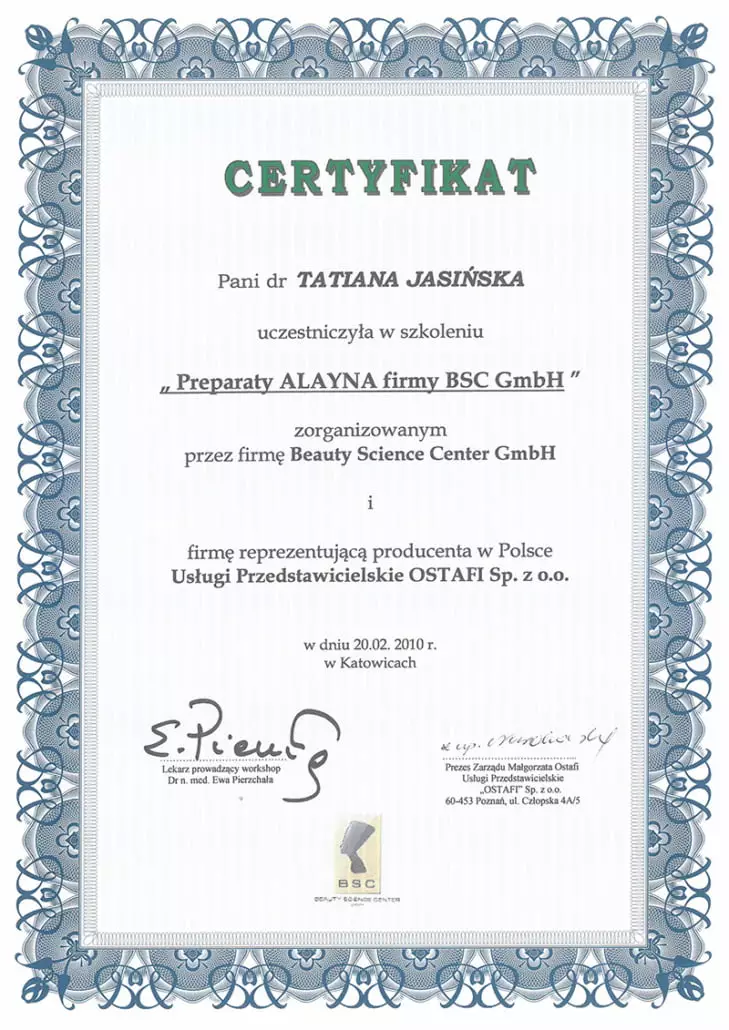 CERTYFIKAT
Pani dr TATIANA JASIŃSKA
uczestniczyła w szkoleniu
„ Preparaty ALAYNA firmy BSC GmbH ”
zorganizowanym
przez firmę Beauty Science Center GmbH
i
firmę reprezentującą producenta w Polsce
Usługi Przedstawicielskie OSTAFI Sp. z o.o.
w dniu 20.02. 2010 r.
w Katowicach
Lekarz prowadzący workshop
Dr n. med. Ewa Pierzchała
Prezes Zarządu Małgorzata Ostafi
Usługi Przedstawicielskie
„OSTAFI” Sp. z o.o.
60-453 Poznań, ul. Człopska 4A/5
BSC
BEAUTY SCIENCE CENTER